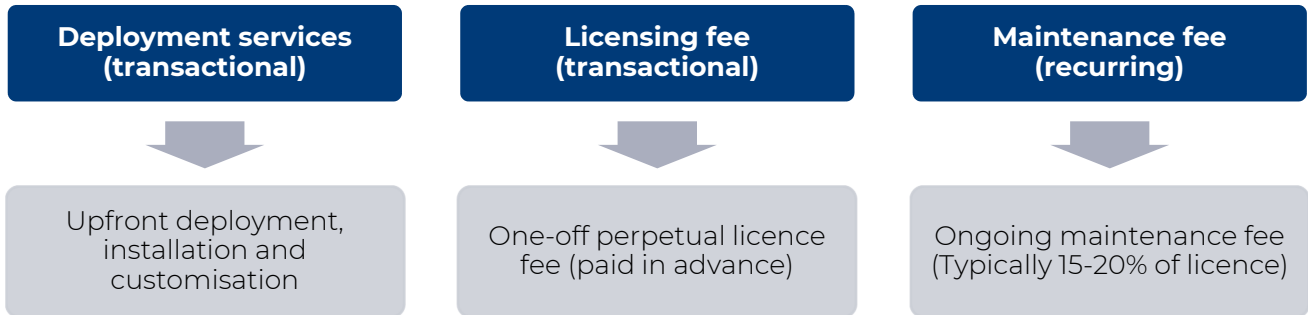 Deployment services
(transactional)
Upfront deployment,
installation and
customisation
Licensing fee
(transactional)
One-off perpetual licence
fee (paid in advance)
Maintenance fee
(recurring)
Ongoing maintenance fee
(Typically 15-20% of licence)